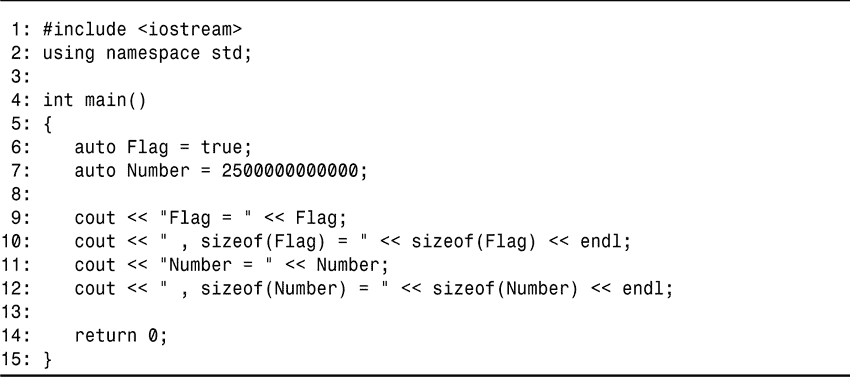 1: #include <iostream>
2: using namespace std;
3:
4: int main()
5: {
6:    auto Flag = true;
7:    auto Number = 2500000000000;
8:
9:    cout << "Flag = " << Flag;
10:    cout << " , sizeof(Flag) = " << sizeof(Flag) << endl;
11:    cout << "Number = " << Number;
12:    cout << " , sizeof(Number) = " << sizeof(Number) << endl;
13:
14:    return 0;
15: }